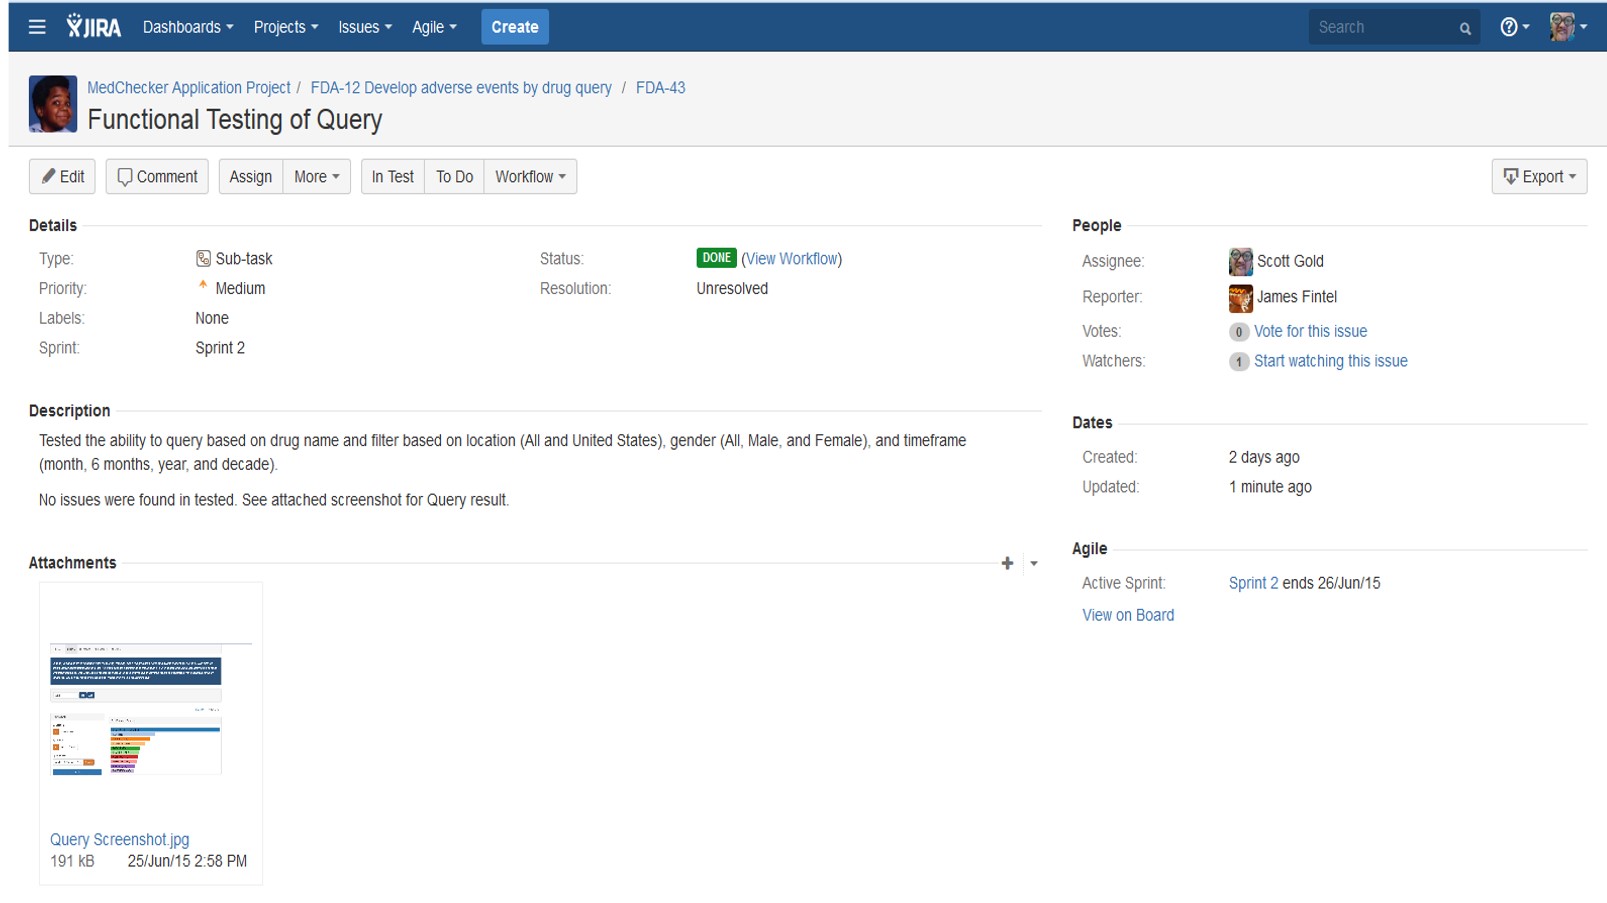 JIRA Dashboards Projects Issues Agile Create Search
MedChecker Application Project / FDA-12 Develop adverse events by drug query / FDA-43
Functional Testing of Query
Edit Comment Assign More In Test To Do Workflow Export
Details
Type: Sub-task
Status: DONE (View Workflow)
Priority: Medium
Resolution: Unresolved
Labels: None
Sprint: Sprint 2
People
Assignee: Scott Gold
Reporter: James Fintel
Votes: 0 Vote for this issue
Watchers: 1 Start watching this issue
Description
Tested the ability to query based on drug name and filter based on location (All and United States), gender (All, Male, and Female), and timeframe
(month, 6 months, year, and decade).
No issues were found in tested. See attached screenshot for Query result.
Dates
Created: 2 days ago
Updated: 1 minute ago
Attachments
Query Screenshot.jpg
191 kB 25/Jun/15 2:58 PM
Agile
Active Sprint: Sprint 2 ends 26/Jun/15
View on Board